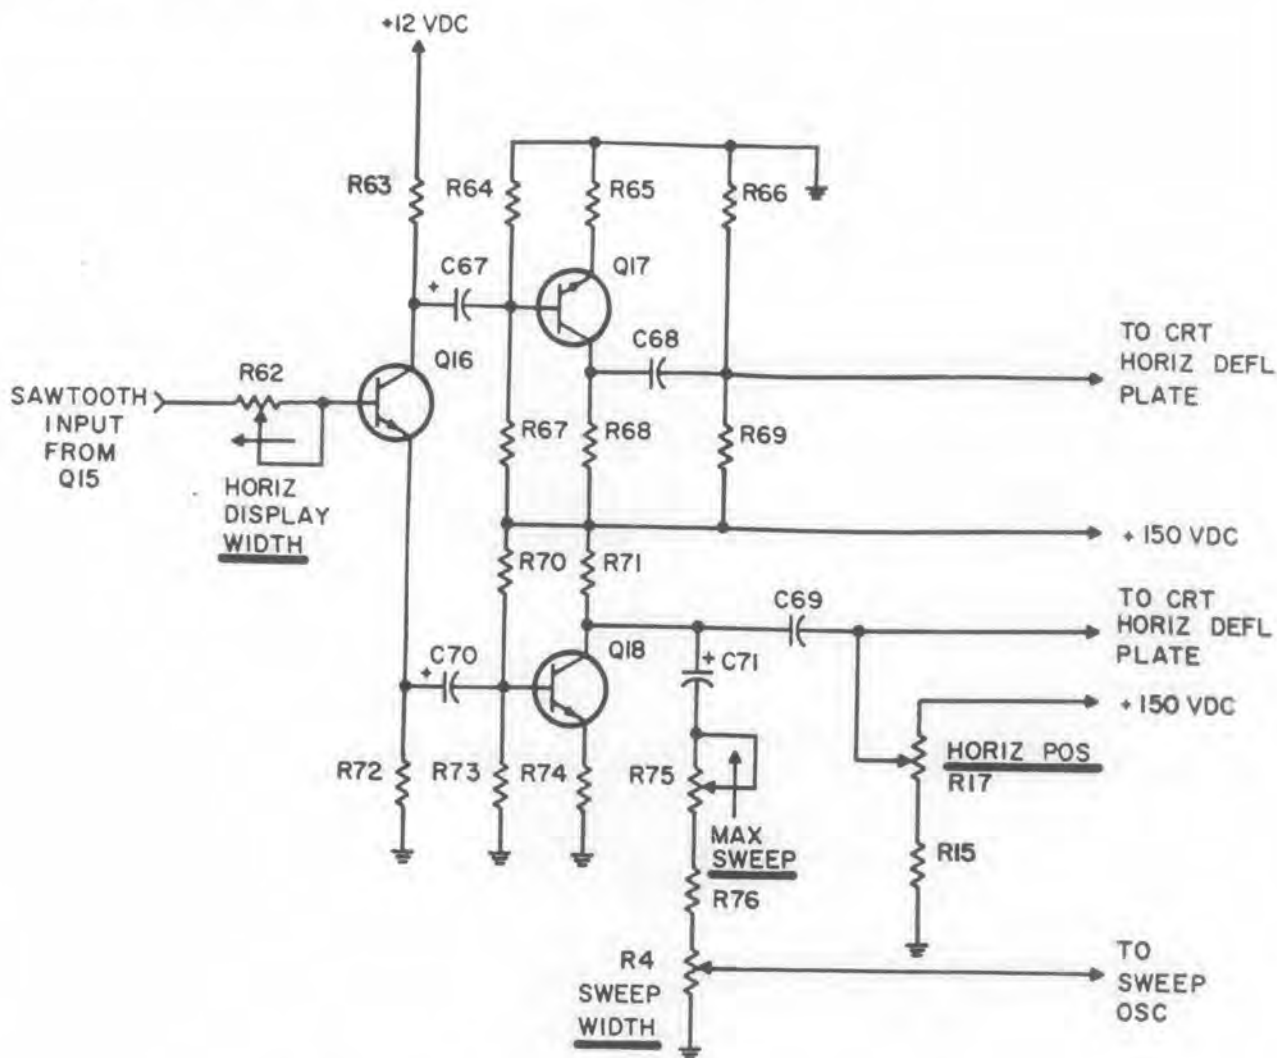 +12 VDC
R63
R64
R65
R66
+
C67
Q17
C68
TO CRT
HORIZ DEFL
PLATE
Q16
R62
SAWTOOTH
INPUT
FROM
Q15
HORIZ
DISPLAY
WIDTH
R67
R68
R69
+ 150 VDC
R70
R71
C69
TO CRT
HORIZ DEFL
PLATE
+
C70
Q18
+
C71
+ 150 VDC
HORIZ POS
R17
R72
R73
R74
R75
MAX
SWEEP
R15
R76
R4
SWEEP
WIDTH
TO
SWEEP
OSC